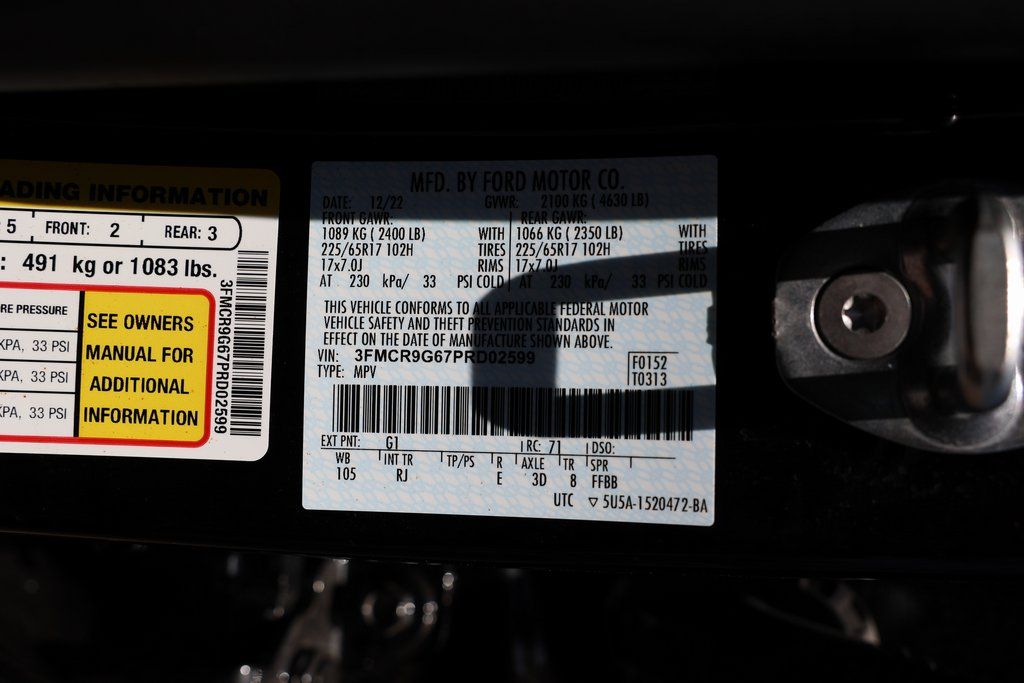 ADING INFORMATION
: 5 FRONT: 2 REAR: 3
: 491 kg or 1083 lbs.
RE PRESSURE
KPA, 33 PSI
KPA, 33 PSI
KPA, 33 PSI
SEE OWNERS
MANUAL FOR
ADDITIONAL
INFORMATION
3FMCR9G67PRD02599
MFD. BY FORD MOTOR CO.
DATE: 12/22 GVWR: 2100 KG ( 4630 LB)
FRONT GAWR: REAR GAWR:
1089 KG ( 2400 LB) WITH 1066 KG ( 2350 LB) WITH
225/65R17 102H TIRES 225/65R17 102H TIRES
17x7.0J RIMS 17x7.0J RIMS
AT 230 kPa/ 33 PSI COLD AT 230 kPa/ 33 PSI COLD
THIS VEHICLE CONFORMS TO ALL APPLICABLE FEDERAL MOTOR
VEHICLE SAFETY AND THEFT PREVENTION STANDARDS IN
EFFECT ON THE DATE OF MANUFACTURE SHOWN ABOVE.
VIN: 3FMCR9G67PRD02599
TYPE: MPV
F0152
T0313
EXT PNT: G1 RC: 71 DSO:
WB INT TR TP/PS R AXLE TR SPR
105 RJ E 3D 8 FFBB
UTC ▽ 5U5A-1520472-BA